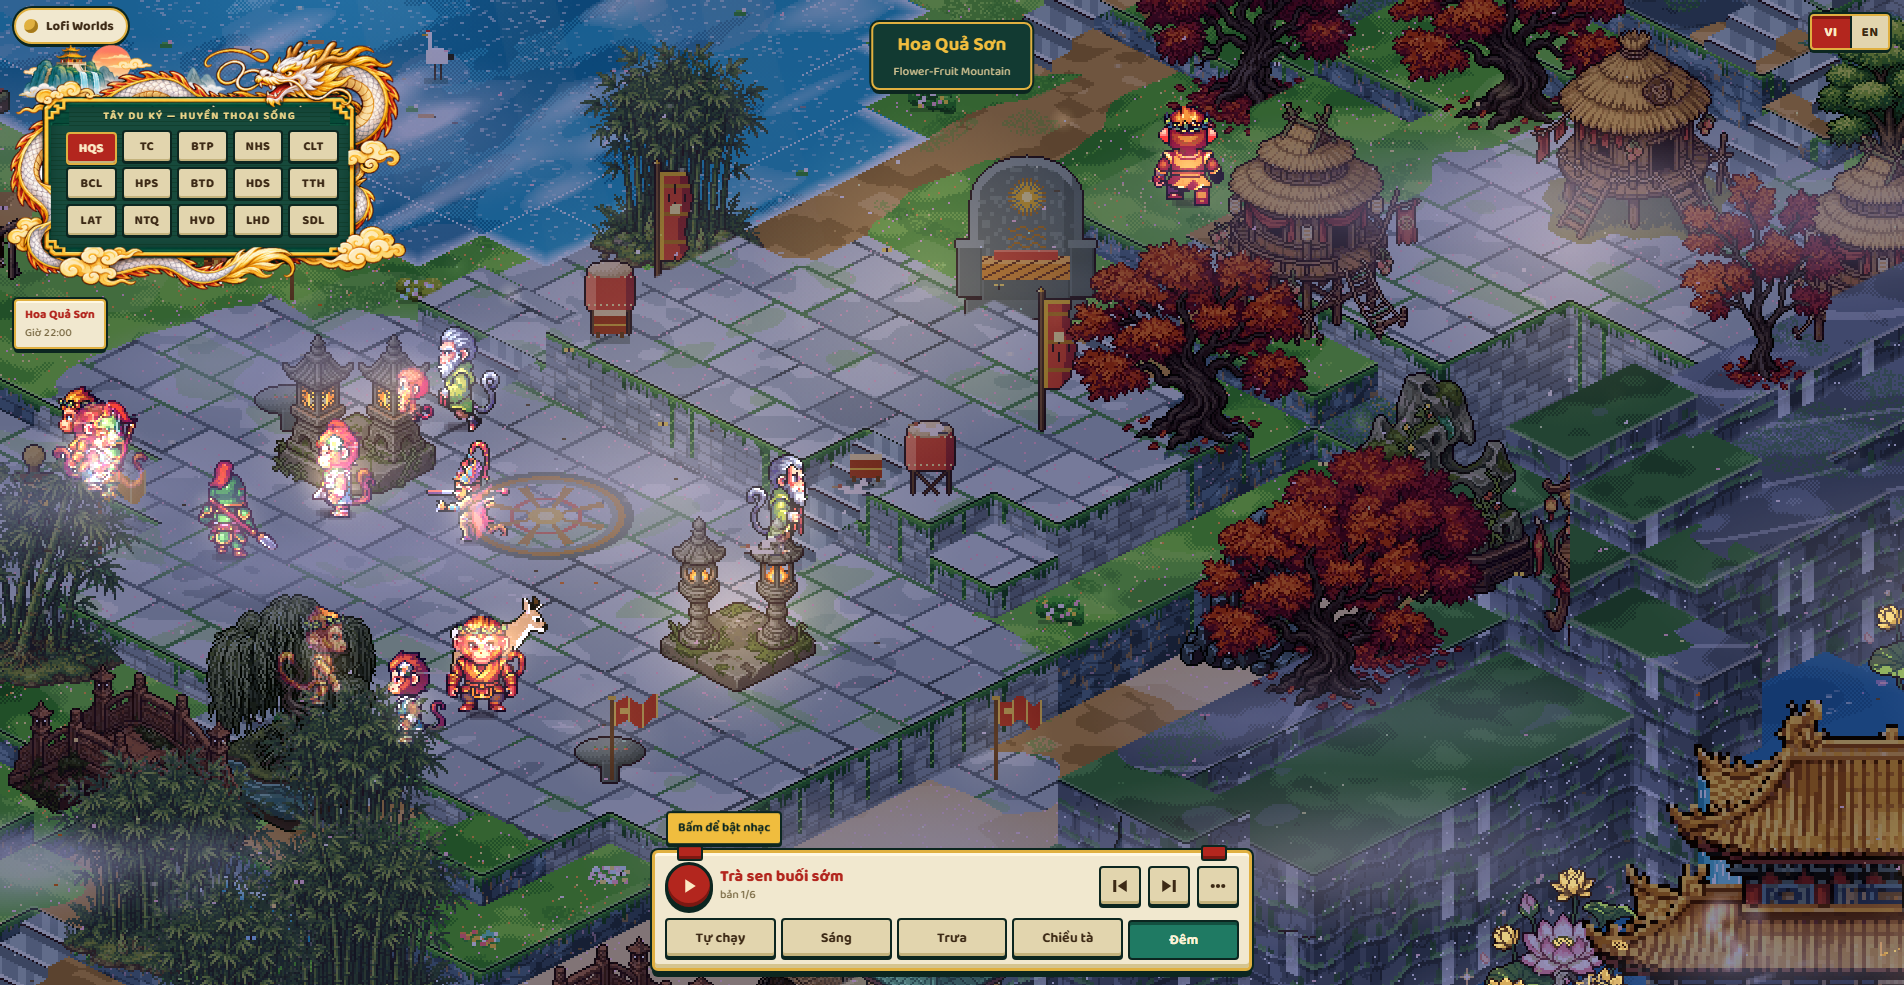 Lofi Worlds
Hoa Quả Sơn
Flower-Fruit Mountain
VI
EN
TÂY DU KÝ — HUYỀN THOẠI SỐNG
HQS
TC
BTP
NHS
CLT
BCL
HPS
BTD
HDS
TTH
LAT
NTQ
HVD
LHD
SDL
Hoa Quả Sơn
Giờ 22:00
Bấm để bật nhạc
Trà sen buổi sớm
bản 1/6
Tự chạy
Sáng
Trưa
Chiều tà
Đêm